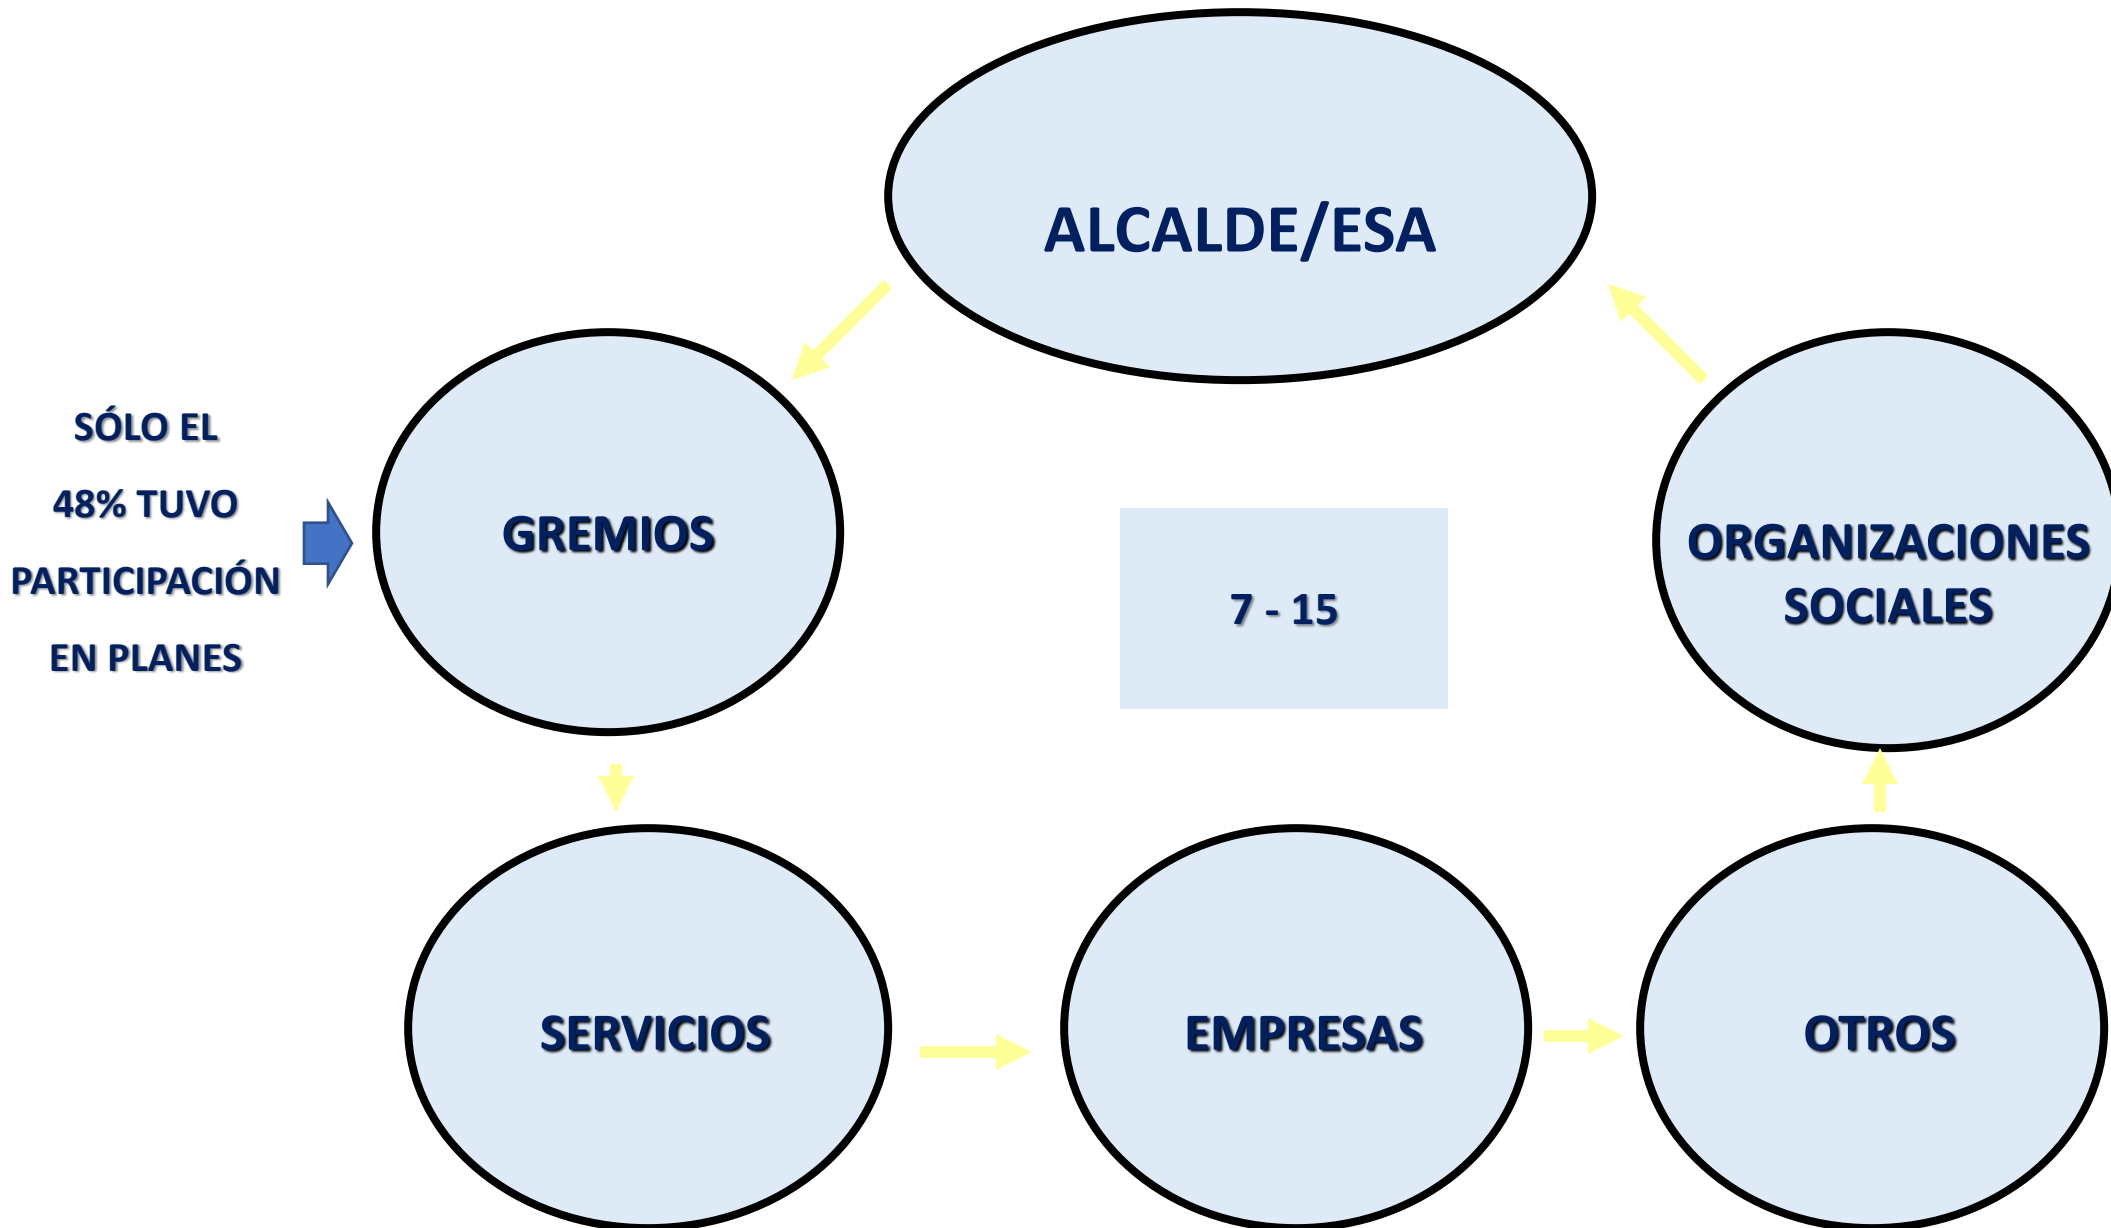 ALCALDE/ESA
SÓLO EL
48% TUVO
PARTICIPACIÓN
EN PLANES
GREMIOS
7 - 15
ORGANIZACIONES
SOCIALES
SERVICIOS
EMPRESAS
OTROS